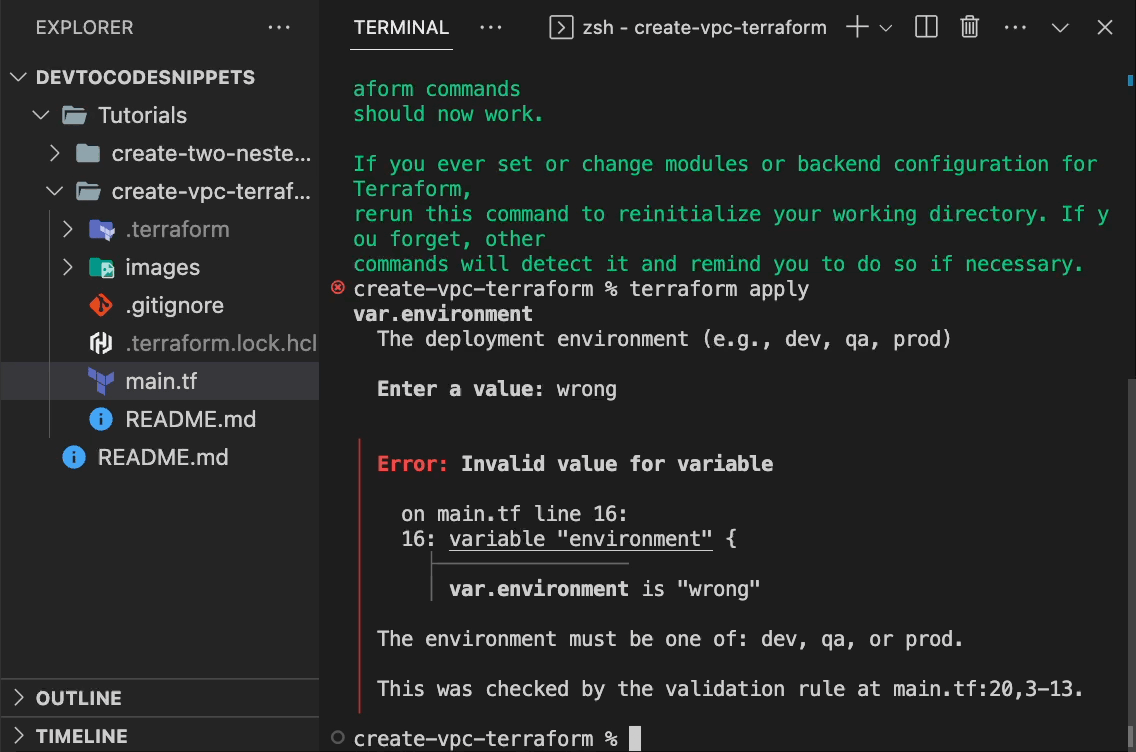 EXPLORER
DEVTOCODESNIPPETS
Tutorials
create-two-neste...
create-vpc-terraf...
.terraform
images
.gitignore
.terraform.lock.hcl
main.tf
README.md
README.md
OUTLINE
TIMELINE
TERMINAL
zsh - create-vpc-terraform
aform commands
should now work.
If you ever set or change modules or backend configuration for
Terraform,
rerun this command to reinitialize your working directory. If y
ou forget, other
commands will detect it and remind you to do so if necessary.
create-vpc-terraform % terraform apply
var.environment
The deployment environment (e.g., dev, qa, prod)
Enter a value: wrong
Error: Invalid value for variable
on main.tf line 16:
16: variable "environment" {
var.environment is "wrong"
The environment must be one of: dev, qa, or prod.
This was checked by the validation rule at main.tf:20,3-13.
create-vpc-terraform %